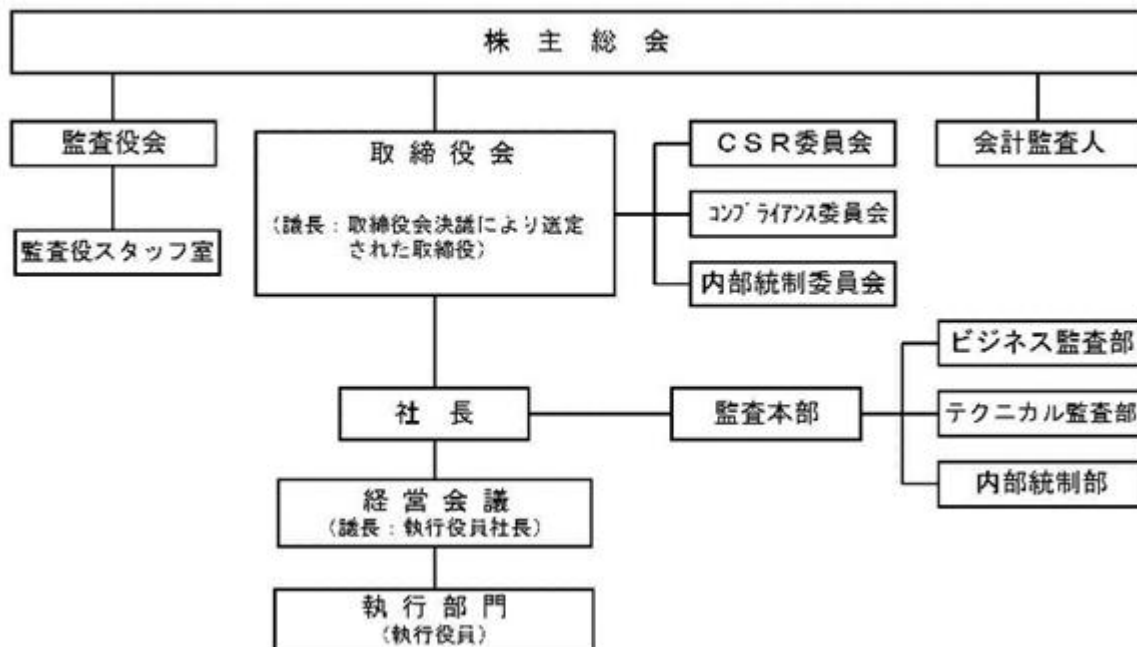 株主総会
監査役会
監査役スタッフ室
取締役会
(議長：取締役会決議により選定
された取締役)
ＣＳＲ委員会
ｺﾝﾌﾟﾗｲｱﾝｽ委員会
内部統制委員会
会計監査人
社長
監査本部
ビジネス監査部
テクニカル監査部
内部統制部
経営会議
(議長：執行役員社長)
執行部門
(執行役員)